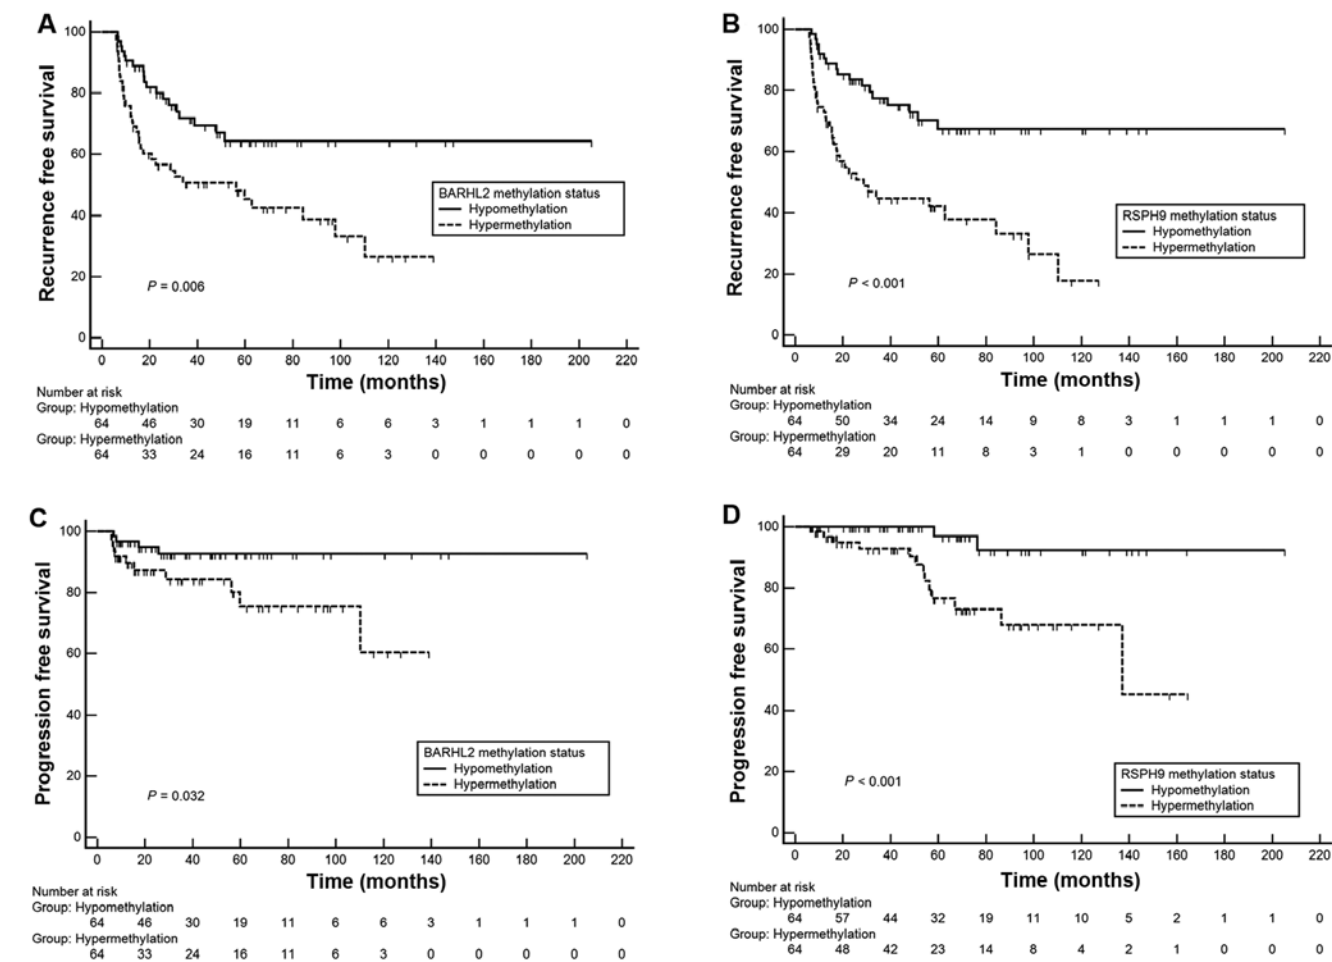 A
Recurrence free survival
100
80
60
40
20
0
BARHL2 methylation status
Hypomethylation
Hypermethylation
P = 0.006
0 20 40 60 80 100 120 140 160 180 200 220
Time (months)
Number at risk
Group: Hypomethylation
64 46 30 19 11 6 6 3 1 1 1 0
Group: Hypermethylation
64 33 24 16 11 6 3 0 0 0 0 0
B
Recurrence free survival
100
80
60
40
20
0
RSPH9 methylation status
Hypomethylation
Hypermethylation
P < 0.001
0 20 40 60 80 100 120 140 160 180 200 220
Time (months)
Number at risk
Group: Hypomethylation
64 50 34 24 14 9 8 3 1 1 1 0
Group: Hypermethylation
64 29 20 11 8 3 1 0 0 0 0 0
C
Progression free survival
100
80
60
40
20
0
BARHL2 methylation status
Hypomethylation
Hypermethylation
P = 0.032
0 20 40 60 80 100 120 140 160 180 200 220
Time (months)
Number at risk
Group: Hypomethylation
64 46 30 19 11 6 6 3 1 1 1 0
Group: Hypermethylation
64 33 24 16 11 6 3 0 0 0 0 0
D
Progression free survival
100
80
60
40
20
0
RSPH9 methylation status
Hypomethylation
Hypermethylation
P < 0.001
0 20 40 60 80 100 120 140 160 180 200 220
Time (months)
Number at risk
Group: Hypomethylation
64 57 44 32 19 11 10 5 2 1 1 0
Group: Hypermethylation
64 48 42 23 14 8 4 2 1 0 0 0